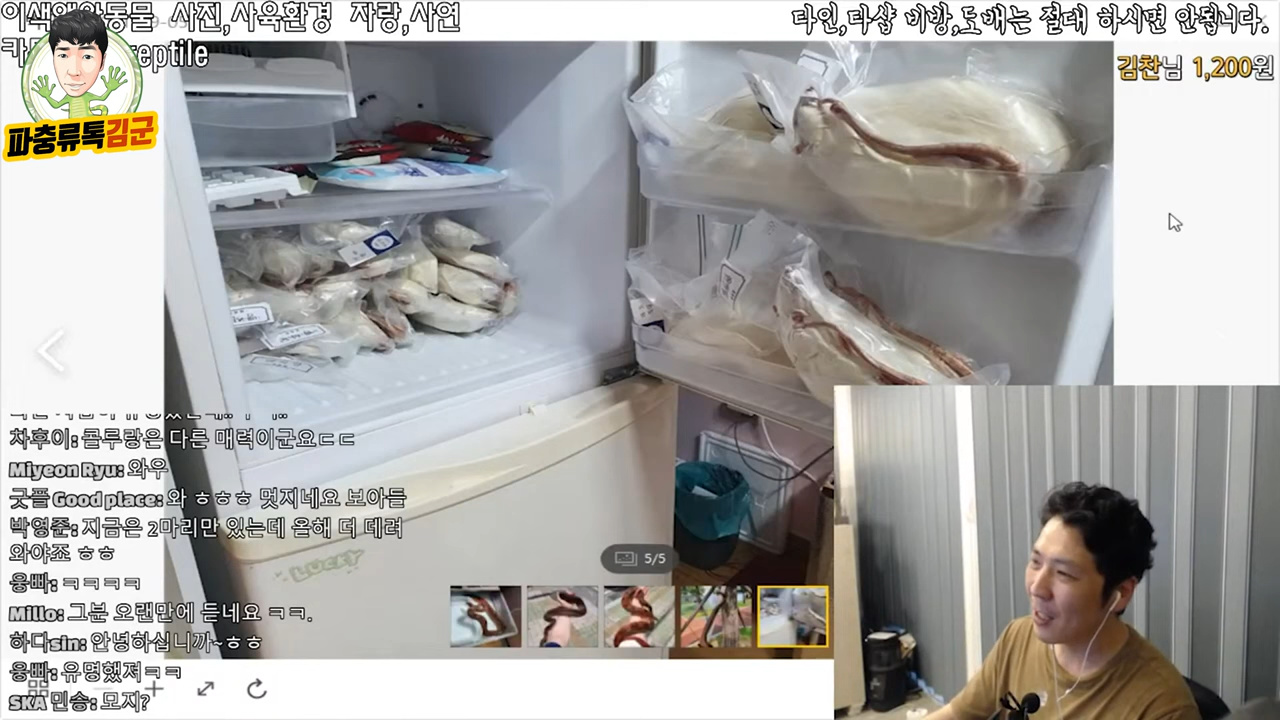 이색애완동물 사진, 사육환경 자랑,사연
타인,타샵 비방,도배는 절대 하시면 안됩니다.
reptile
김찬님 1,200원
파충류톡김군
차후이: 콜루랑은 다른 매력이군요ㄷㄷ
Miyeon Ryu: 와우
굿플 Good place: 와 ㅎㅎㅎ 멋지네요 보아들
박영준: 지금은 2마리만 있는데 올해 더 데려
와야죠 ㅎㅎ
웅빠: ㅋㅋㅋㅋ
LUCKY
5/5
Millo: 그분 오랜만에 듣네요 ㅋㅋ.
하다sin: 안녕하십니까~ㅎㅎ
웅빠: 유명했져ㅋㅋ
SKA 민승: 모지?